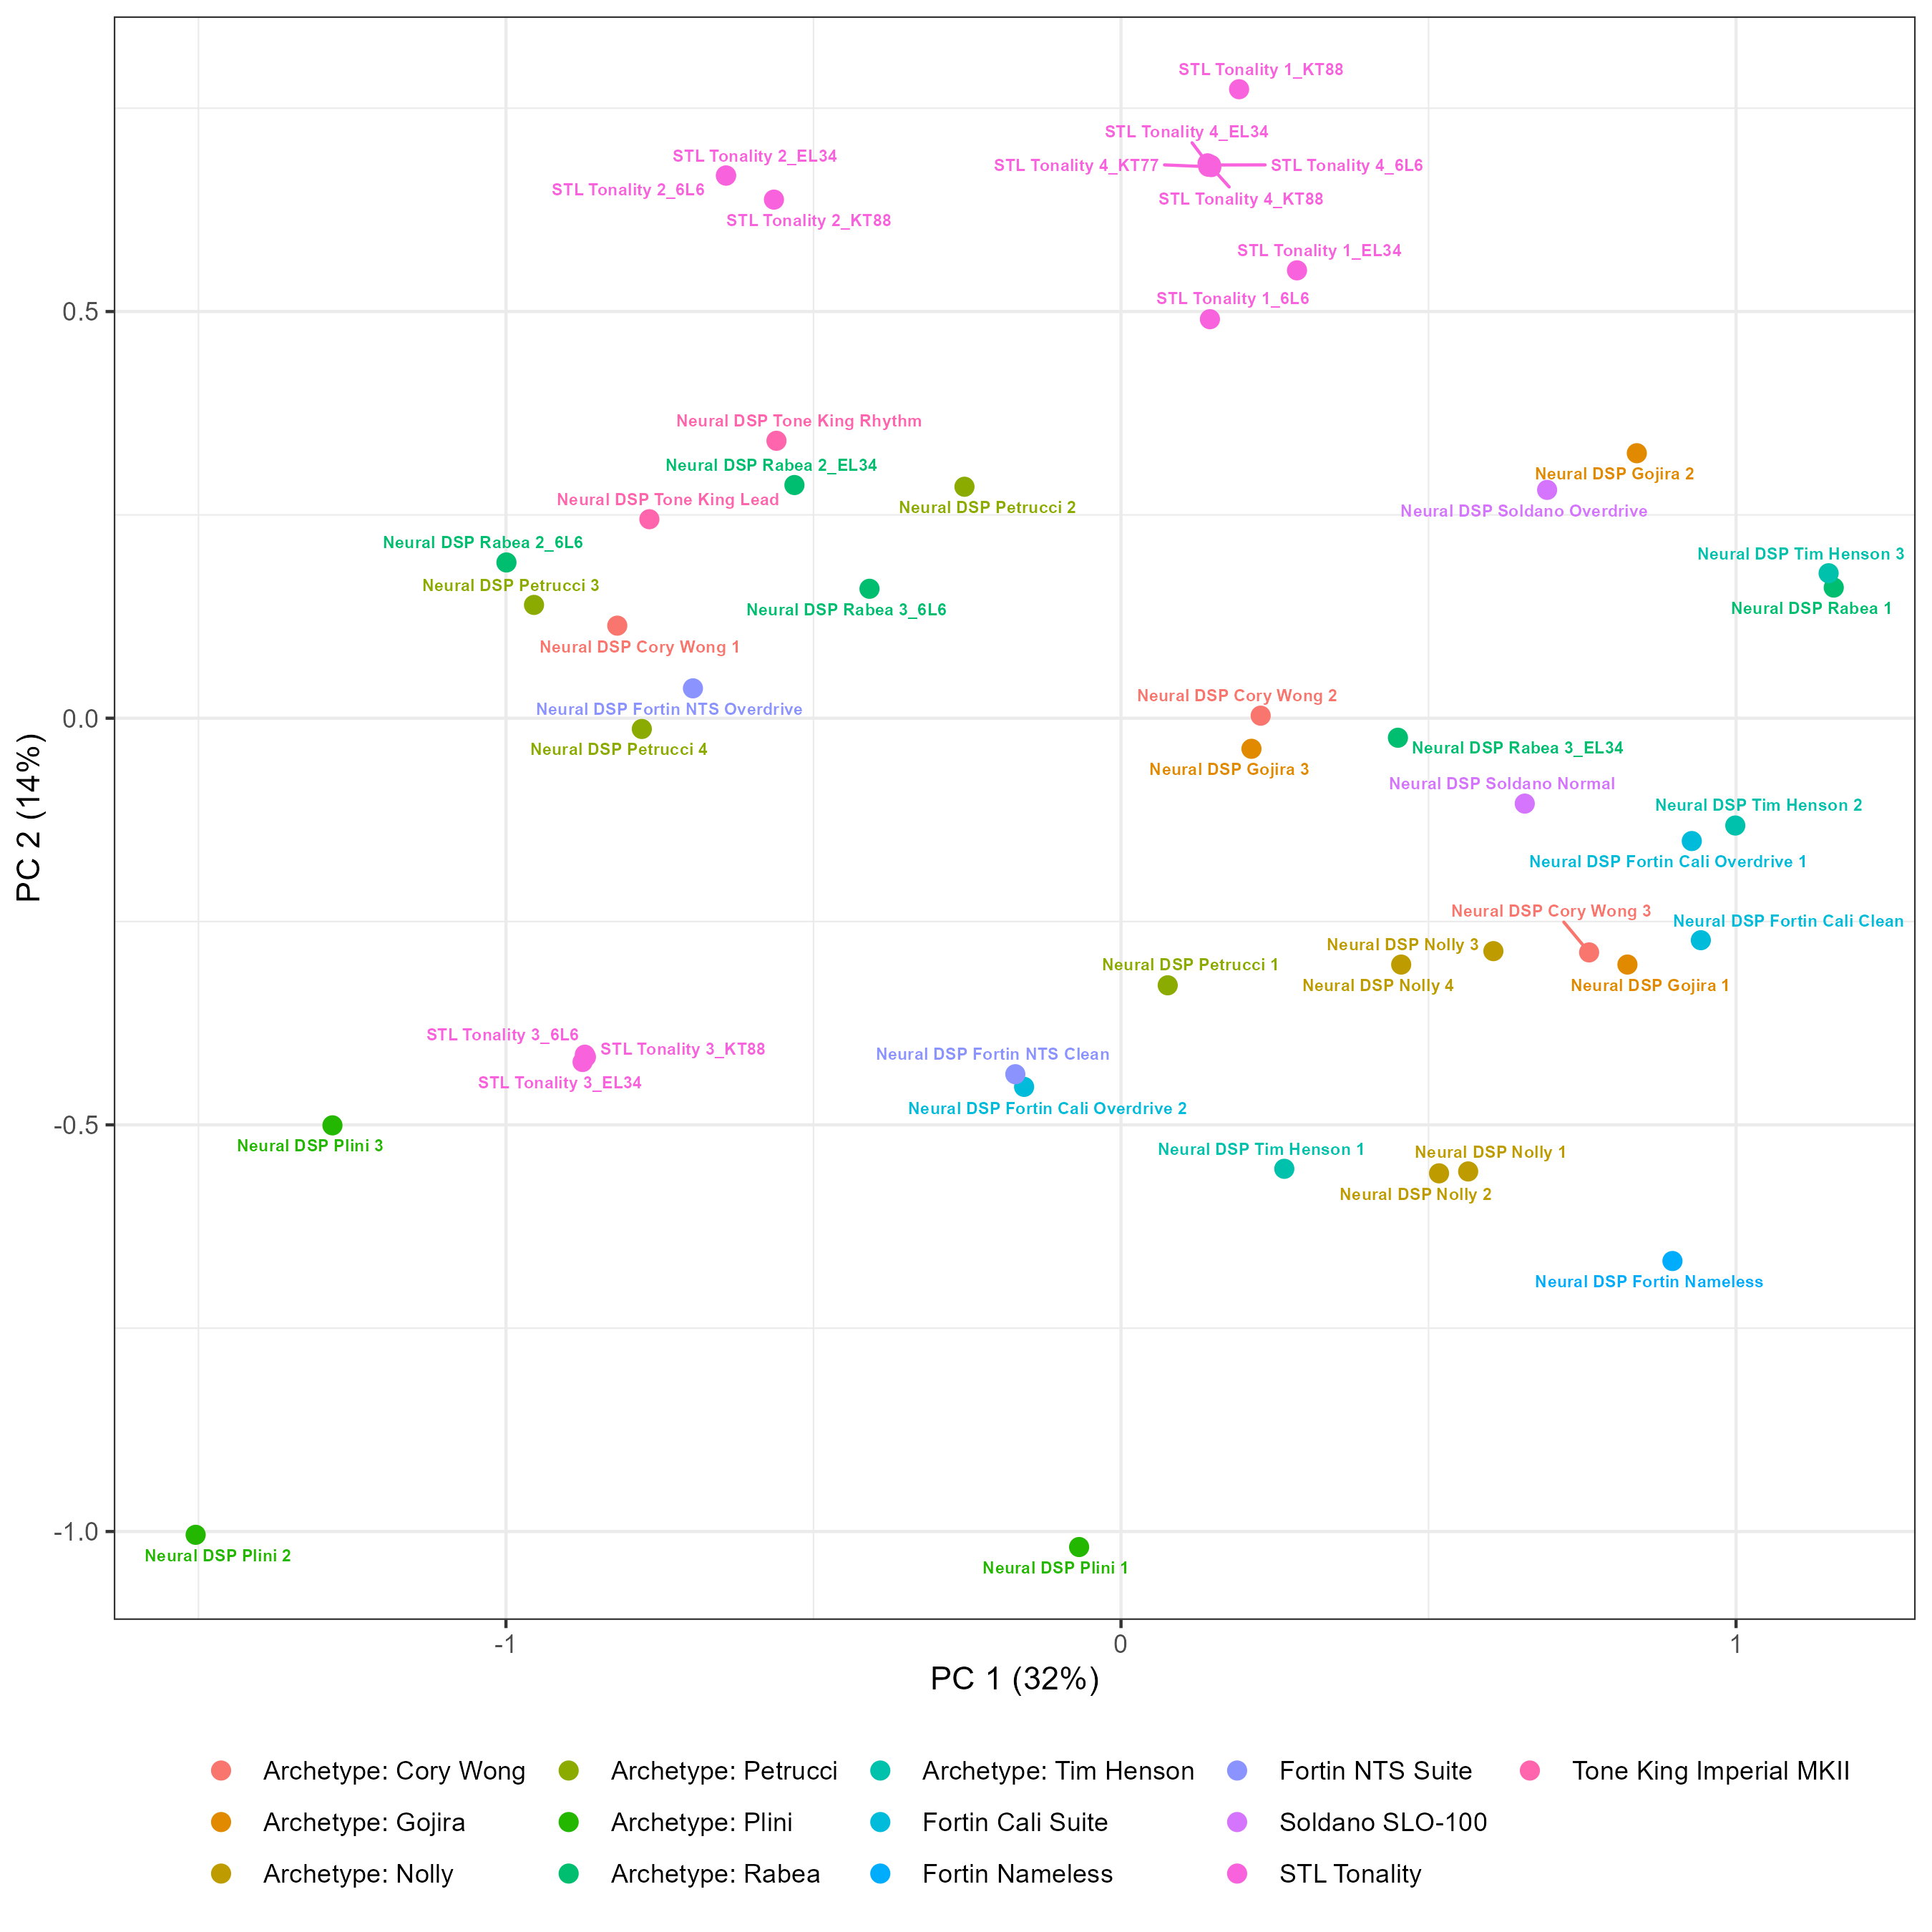 STL Tonality 1_KT88
STL Tonality 4_EL34
STL Tonality 2_EL34
STL Tonality 4_KT77
STL Tonality 4_6L6
STL Tonality 2_6L6
STL Tonality 4_KT88
STL Tonality 2_KT88
STL Tonality 1_EL34
STL Tonality 1_6L6
0.5
Neural DSP Tone King Rhythm
Neural DSP Rabea 2_EL34
Neural DSP Gojira 2
Neural DSP Tone King Lead
Neural DSP Petrucci 2
Neural DSP Soldano Overdrive
Neural DSP Rabea 2_6L6
Neural DSP Tim Henson 3
Neural DSP Petrucci 3
Neural DSP Rabea 3_6L6
Neural DSP Rabea 1
Neural DSP Cory Wong 1
Neural DSP Cory Wong 2
Neural DSP Fortin NTS Overdrive
0.0
Neural DSP Petrucci 4
Neural DSP Rabea 3_EL34
Neural DSP Gojira 3
Neural DSP Soldano Normal
Neural DSP Tim Henson 2
PC 2 (14%)
Neural DSP Fortin Cali Overdrive 1
Neural DSP Cory Wong 3
Neural DSP Fortin Cali Clean
Neural DSP Nolly 3
Neural DSP Petrucci 1
Neural DSP Nolly 4
Neural DSP Gojira 1
STL Tonality 3_6L6
STL Tonality 3_KT88
Neural DSP Fortin NTS Clean
STL Tonality 3_EL34
Neural DSP Fortin Cali Overdrive 2
-0.5
Neural DSP Plini 3
Neural DSP Tim Henson 1
Neural DSP Nolly 1
Neural DSP Nolly 2
Neural DSP Fortin Nameless
-1.0
Neural DSP Plini 2
Neural DSP Plini 1
-1
0
1
PC 1 (32%)
Archetype: Cory Wong
Archetype: Gojira
Archetype: Nolly
Archetype: Petrucci
Archetype: Plini
Archetype: Rabea
Archetype: Tim Henson
Fortin Cali Suite
Fortin Nameless
Fortin NTS Suite
Soldano SLO-100
STL Tonality
Tone King Imperial MKII